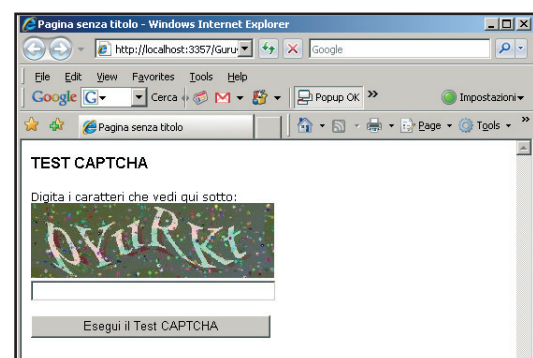 Pagina senza titolo - Windows Internet Explorer
http://localhost:3357/Guru Google
File Edit View Favorites Tools Help
Google G Cerca Popup OK » Impostazioni
Pagina senza titolo Page Tools »
TEST CAPTCHA
Digita i caratteri che vedi qui sotto:
Esegui il Test CAPTCHA